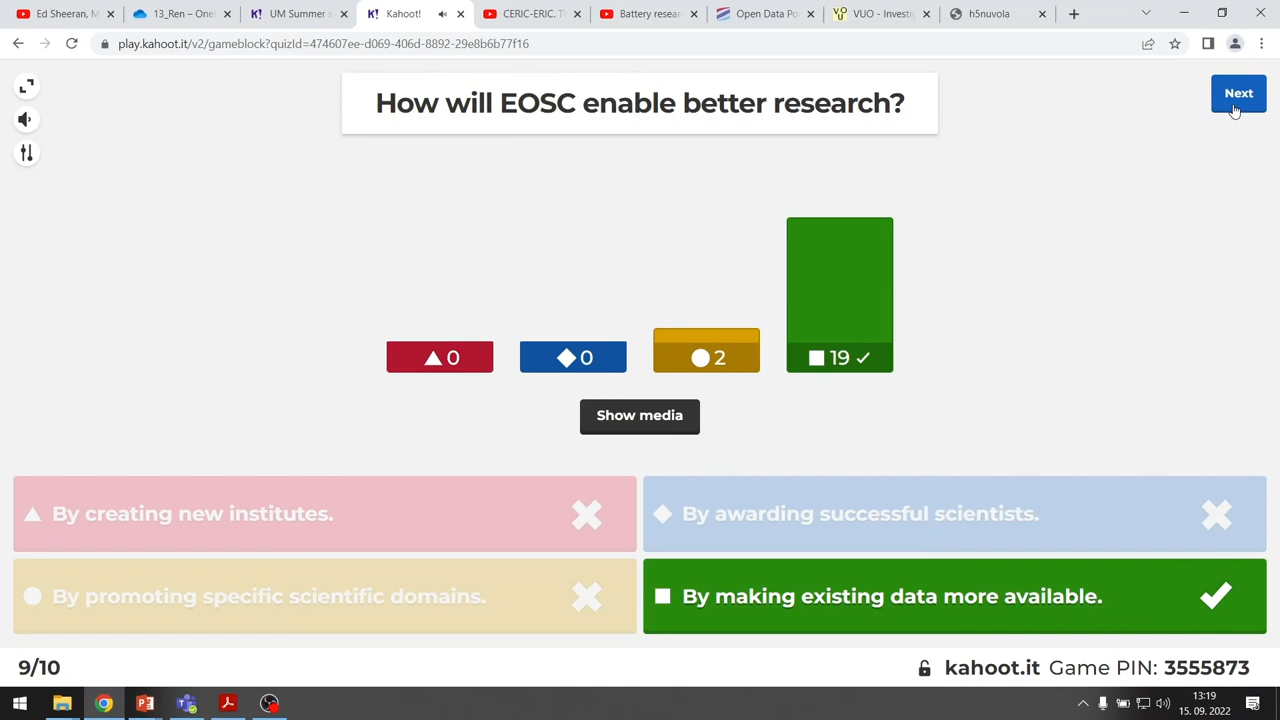 Ed Sheeran, M
13_Ren – One
K! UM Summer s
K! Kahoot!
CERIC-ERIC. T
Battery resear
Open Data Po
VUO - Investig
h5nuvola
play.kahoot.it/v2/gameblock?quizId=474607ee-d069-406d-8892-29e8b6b77f16
How will EOSC enable better research?
Next
0
0
2
19
Show media
By creating new institutes.
By awarding successful scientists.
By promoting specific scientific domains.
By making existing data more available.
9/10
kahoot.it Game PIN: 3555873
13:19
15. 09. 2022